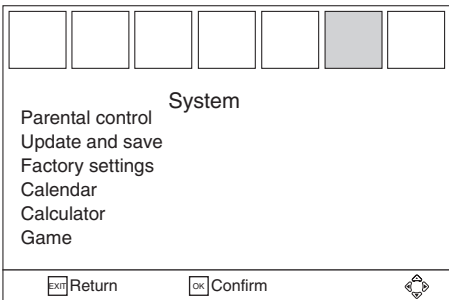 System
Parental control
Update and save
Factory settings
Calendar
Calculator
Game
EXIT Return OK Confirm